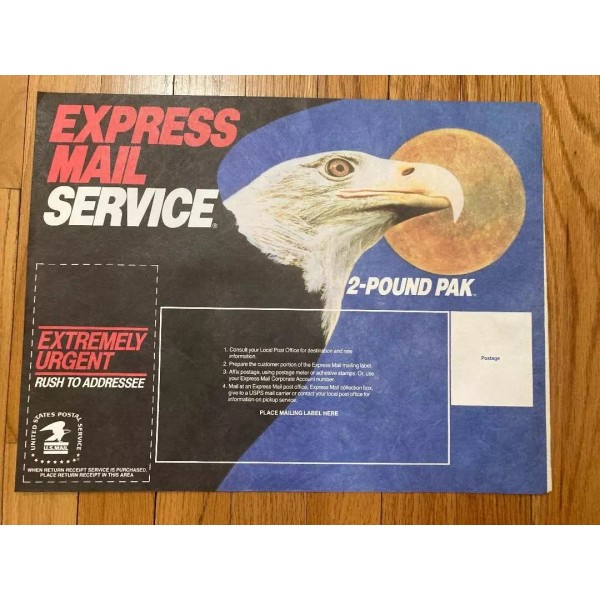 EXPRESS
MAIL
SERVICE®
2-POUND PAK™
EXTREMELY
URGENT
RUSH TO ADDRESSEE
UNITED STATES POSTAL SERVICE
U.S. MAIL
WHEN RETURN RECEIPT SERVICE IS PURCHASED,
PLACE RETURN RECEIPT IN THIS AREA
1. Consult your Local Post Office for destination and rate
information.
2. Prepare the customer portion of the Express Mail mailing label.
3. Affix postage, using postage meter or adhesive stamps. Or, use
your Express Mail Corporate Account number.
4. Mail at an Express Mail post office, Express Mail collection box,
give to a USPS mail carrier or contact your local post office for
information on pickup service.
PLACE MAILING LABEL HERE
Postage